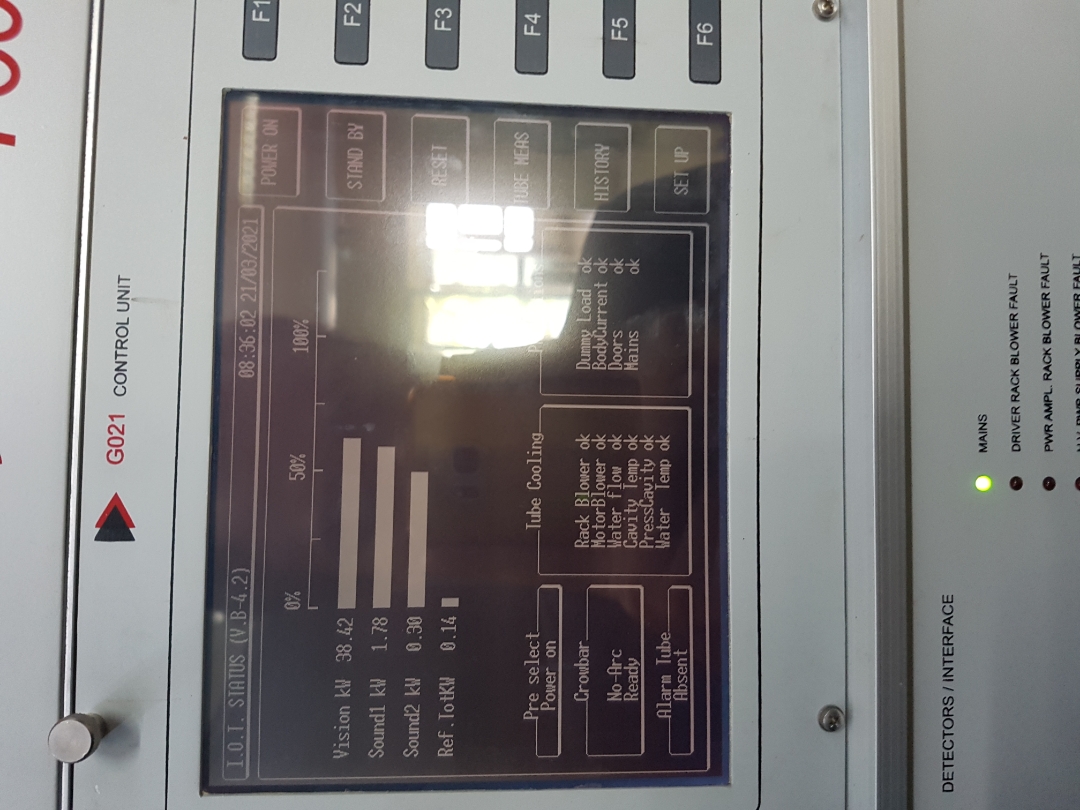 G021 CONTROL UNIT
I.O.T. STATUS (V.B-4.2) 08:36:02 21/03/2021
0% 50% 100%
Vision kW 38.42
Sound1 kW 1.78
Sound2 kW 0.30
Ref.TotKW 0.14
POWER ON
STAND BY
RESET
TUBE MEAS
HISTORY
SET UP
F1
F2
F3
F4
F5
F6
Pre select
Power on
Crowbar
No-Arc
Ready
Alarm Tube
Absent
Tube Cooling
Rack Blower ok
MotorBlower ok
Water flow ok
Cavity Temp ok
PressCavity ok
Water Temp ok
Dummy Load ok
BodyCurrent ok
Doors ok
Mains ok
DETECTORS / INTERFACE
MAINS
DRIVER RACK BLOWER FAULT
PWR AMPL. RACK BLOWER FAULT
H.V. PWR SUPPLY BLOWER FAULT